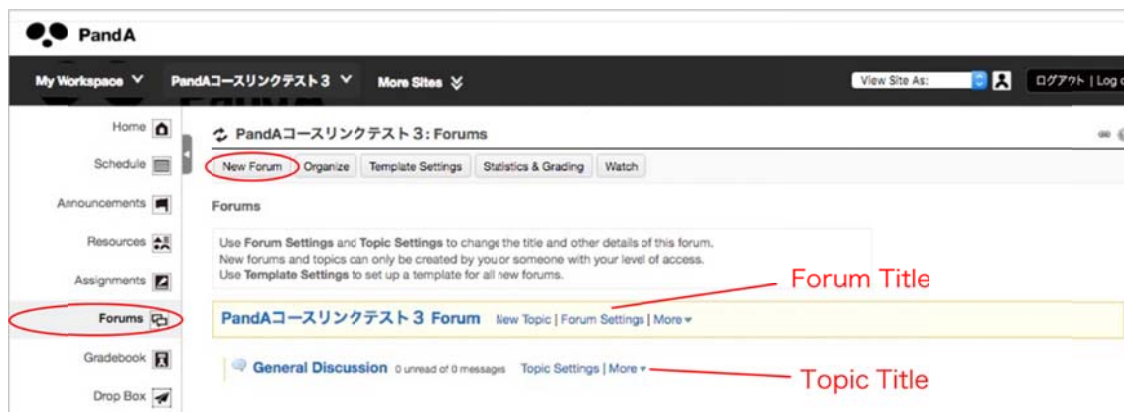 PandA
My Workspace PandAコースリンクテスト3 More Sites View Site As: ログアウト | Log
Home
Schedule
Announcements
Resources
Assignments
Forums
Gradebook
Drop Box
PandAコースリンクテスト3: Forums
New Forum Organize Template Settings Statistics & Grading Watch
Forums
Use Forum Settings and Topic Settings to change the title and other details of this forum.
New forums and topics can only be created by you or someone with your level of access.
Use Template Settings to set up a template for all new forums.
Forum Title
PandAコースリンクテスト3 Forum New Topic | Forum Settings | More
General Discussion 0 unread of 0 messages Topic Settings | More
Topic Title